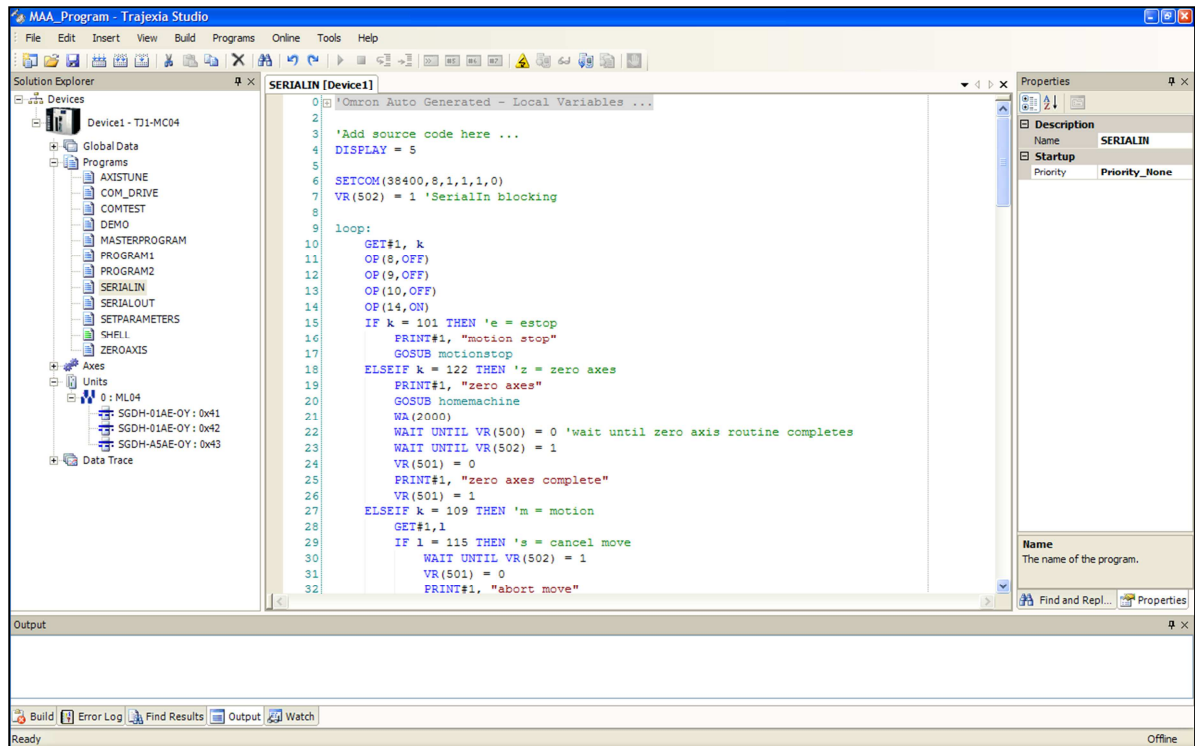 MAA_Program - Trajexia Studio
File Edit Insert View Build Programs Online Tools Help
Solution Explorer
Devices
Device1 - TJ1-MC04
Global Data
Programs
AXISTUNE
COM_DRIVE
COMTEST
DEMO
MASTERPROGRAM
PROGRAM1
PROGRAM2
SERIALIN
SERIALOUT
SETPARAMETERS
SHELL
ZEROAXIS
Axes
Units
0 : ML04
SGDH-01AE-OY : 0x41
SGDH-01AE-OY : 0x42
SGDH-A5AE-OY : 0x43
Data Trace
SERIALIN [Device1]
0 'Omron Auto Generated - Local Variables ...
2
3 'Add source code here ...
4 DISPLAY = 5
5
6 SETCOM(38400,8,1,1,1,0)
7 VR(502) = 1 'SerialIn blocking
8
9 loop:
10 GET#1, k
11 OP(8,OFF)
12 OP(9,OFF)
13 OP(10,OFF)
14 OP(14,ON)
15 IF k = 101 THEN 'e = estop
16 PRINT#1, "motion stop"
17 GOSUB motionstop
18 ELSEIF k = 122 THEN 'z = zero axes
19 PRINT#1, "zero axes"
20 GOSUB homemachine
21 WA(2000)
22 WAIT UNTIL VR(500) = 0 'wait until zero axis routine completes
23 WAIT UNTIL VR(502) = 1
24 VR(501) = 0
25 PRINT#1, "zero axes complete"
26 VR(501) = 1
27 ELSEIF k = 109 THEN 'm = motion
28 GET#1,l
29 IF l = 115 THEN 's = cancel move
30 WAIT UNTIL VR(502) = 1
31 VR(501) = 0
32 PRINT#1, "abort move"
Properties
Description
Name SERIALIN
Startup
Priority Priority_None
Name
The name of the program.
Find and Repl... Properties
Output
Build Error Log Find Results Output Watch
Ready Offline